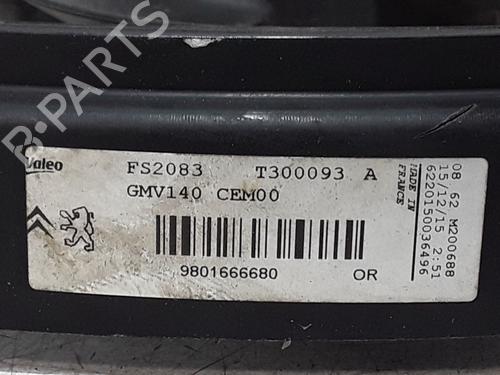 B-PARTS
Valeo FS2083 T300093 A
GMV140 CEM00
9801666680 OR
MADE IN
FRANCE
08 62 M200688
15/12/15 2:51
6220150036496